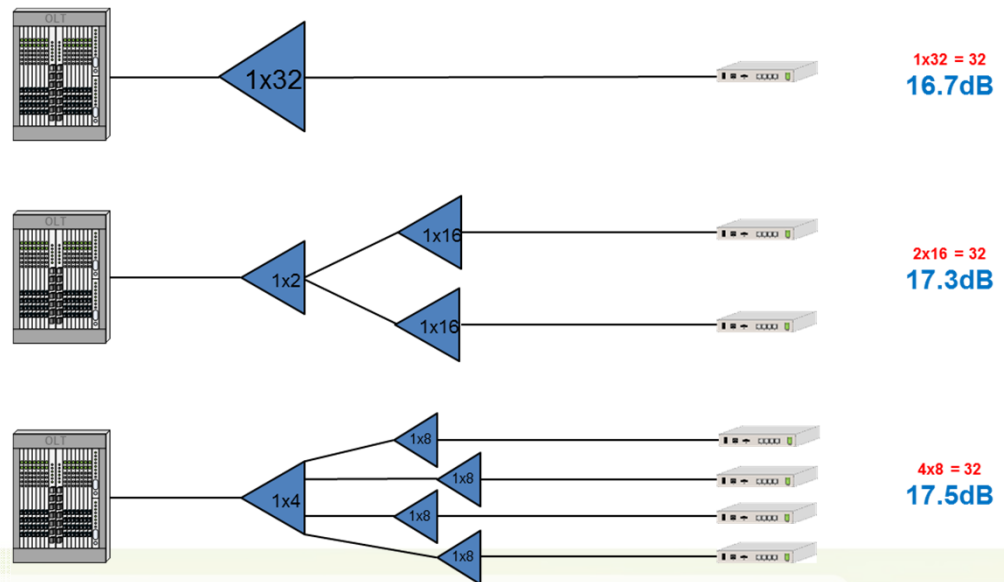 OLT
1x32
1x32 = 32
16.7dB
OLT
1x2
1x16
1x16
2x16 = 32
17.3dB
OLT
1x4
1x8
1x8
1x8
1x8
4x8 = 32
17.5dB